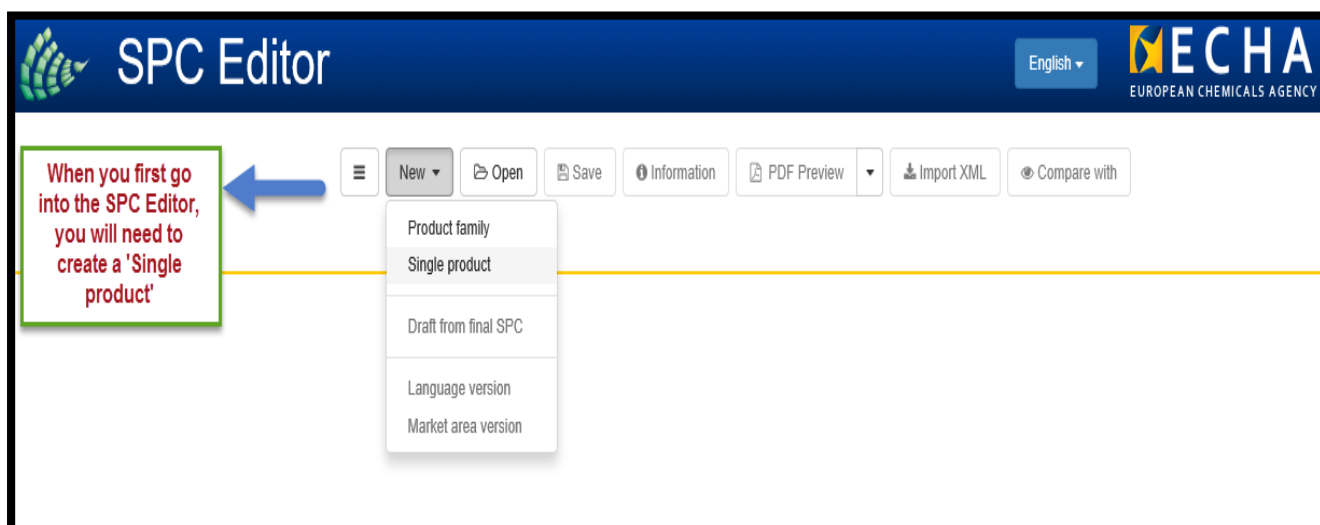 SPC Editor
English
ECHA
EUROPEAN CHEMICALS AGENCY
When you first go
into the SPC Editor,
you will need to
create a 'Single
product'
New Open Save Information PDF Preview Import XML Compare with
Product family
Single product
Draft from final SPC
Language version
Market area version